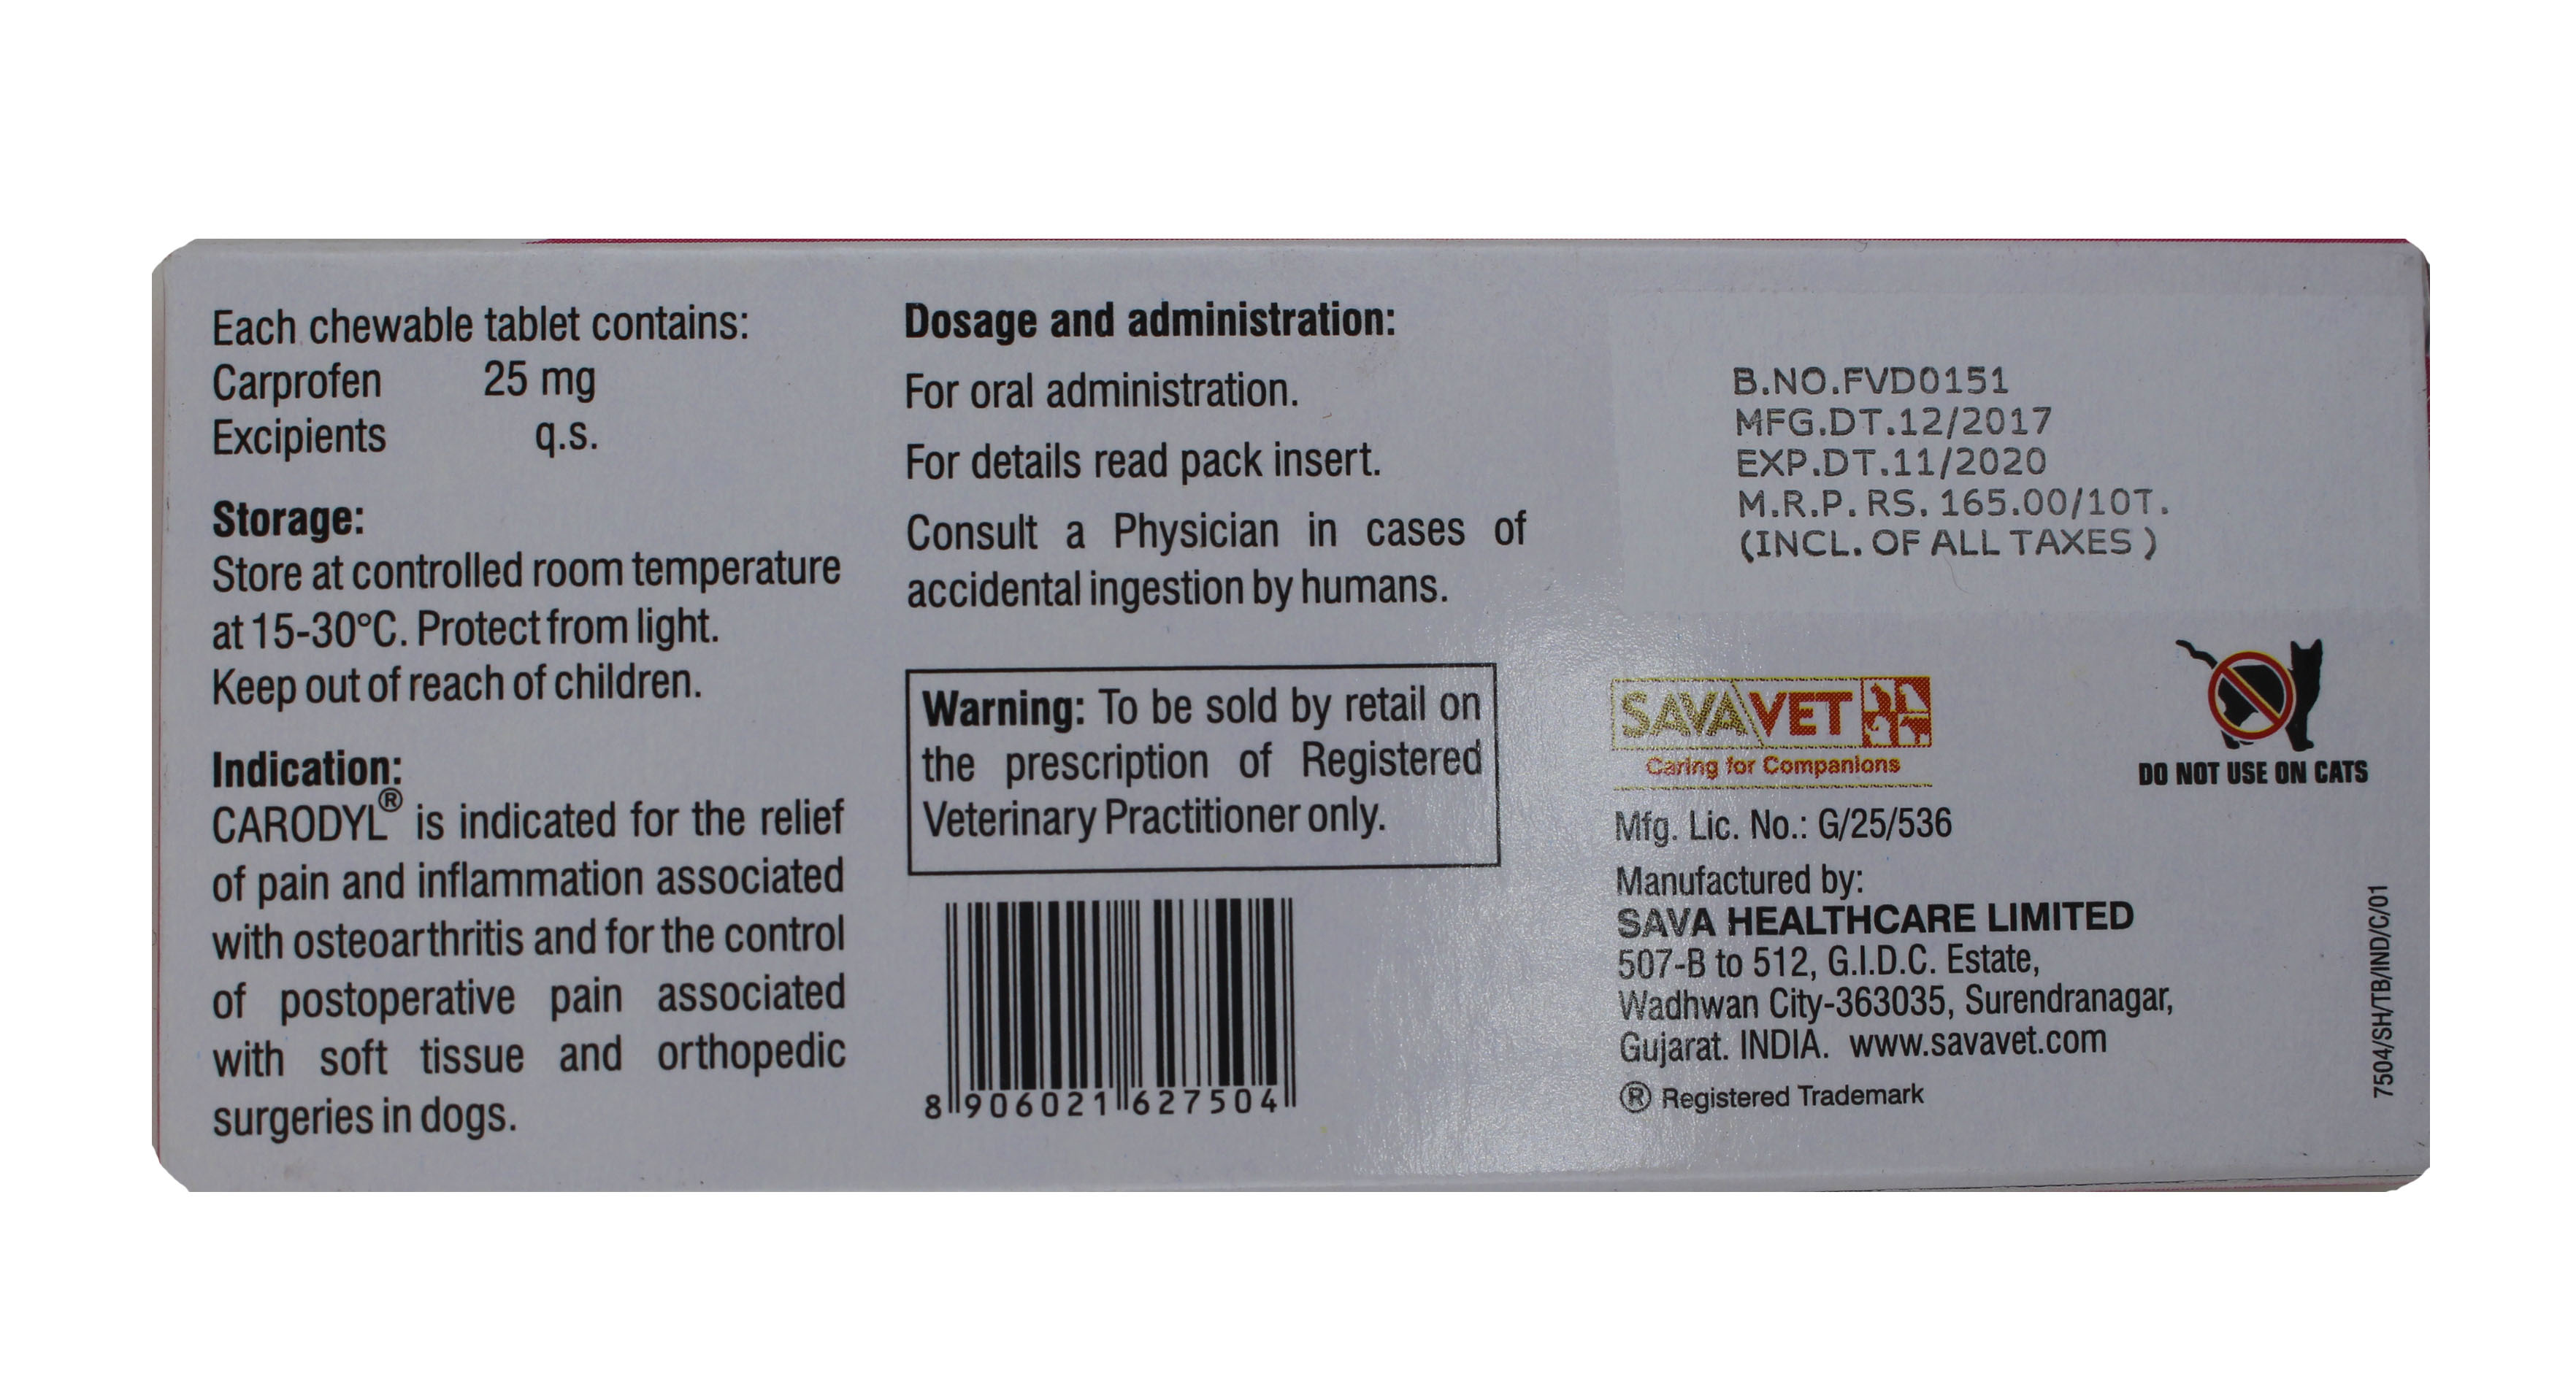 Each chewable tablet contains:
Carprofen 25 mg
Excipients q.s.
Storage:
Store at controlled room temperature
at 15-30°C. Protect from light.
Keep out of reach of children.
Indication:
CARODYL® is indicated for the relief
of pain and inflammation associated
with osteoarthritis and for the control
of postoperative pain associated
with soft tissue and orthopedic
surgeries in dogs.
Dosage and administration:
For oral administration.
For details read pack insert.
Consult a Physician in cases of
accidental ingestion by humans.
Warning: To be sold by retail on
the prescription of Registered
Veterinary Practitioner only.
8 906021 627504
B.NO.FVD0151
MFG.DT.12/2017
EXP.DT.11/2020
M.R.P. RS. 165.00/10T.
(INCL. OF ALL TAXES )
SAVAVET
Caring for Companions
DO NOT USE ON CATS
Mfg. Lic. No.: G/25/536
Manufactured by:
SAVA HEALTHCARE LIMITED
507-B to 512, G.I.D.C. Estate,
Wadhwan City-363035, Surendranagar,
Gujarat. INDIA. www.savavet.com
® Registered Trademark
7504/SH/TB/IND/C/01